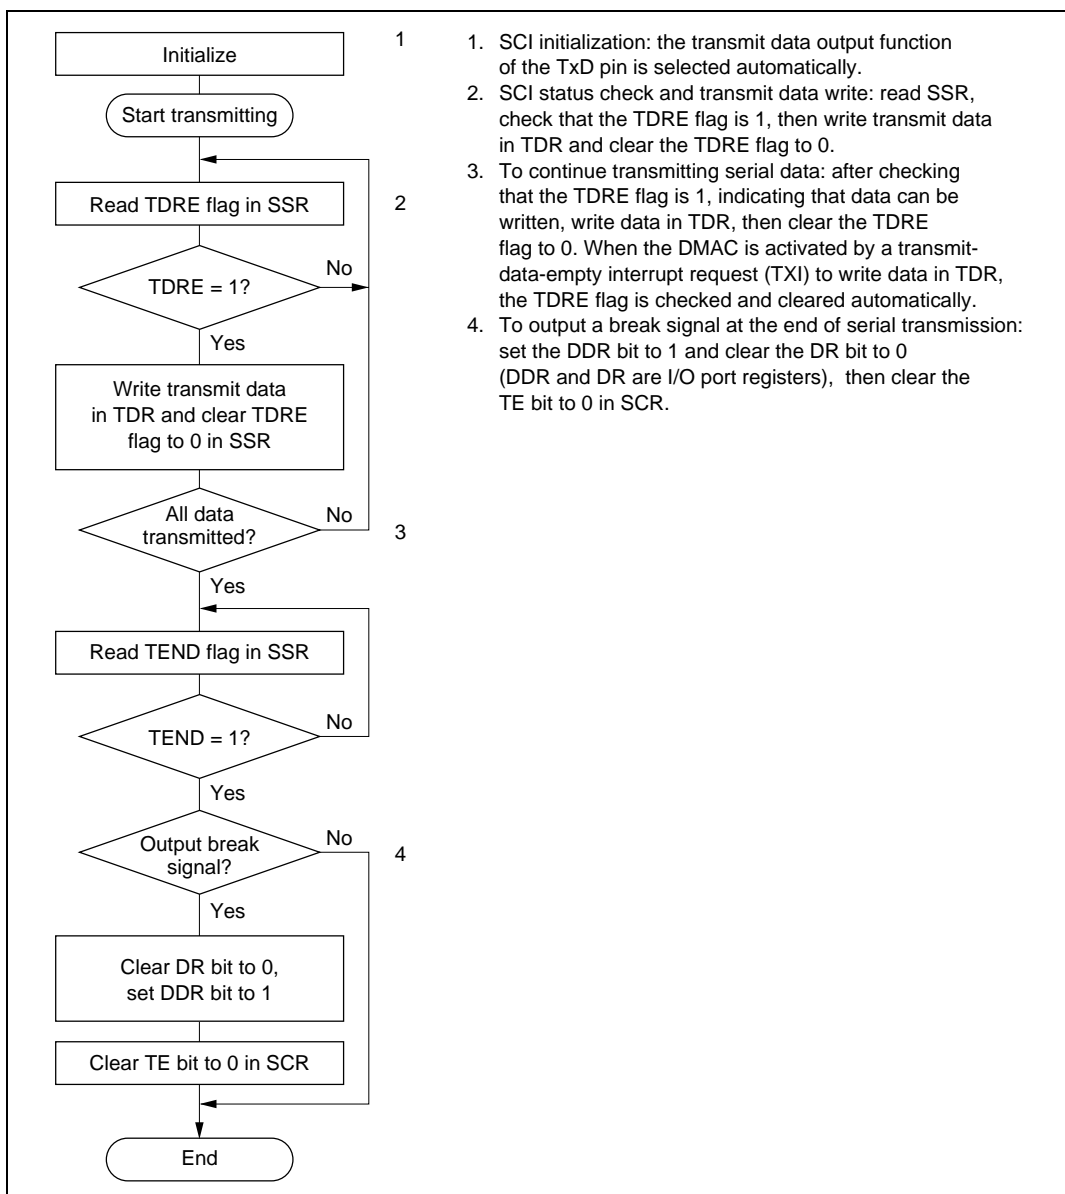 Initialize
1
Start transmitting
Read TDRE flag in SSR
2
TDRE = 1?
No
Yes
Write transmit data
in TDR and clear TDRE
flag to 0 in SSR
All data
transmitted?
No
3
Yes
Read TEND flag in SSR
TEND = 1?
No
Yes
Output break
signal?
No
4
Yes
Clear DR bit to 0,
set DDR bit to 1
Clear TE bit to 0 in SCR
End
1. SCI initialization: the transmit data output function
of the TxD pin is selected automatically.
2. SCI status check and transmit data write: read SSR,
check that the TDRE flag is 1, then write transmit data
in TDR and clear the TDRE flag to 0.
3. To continue transmitting serial data: after checking
that the TDRE flag is 1, indicating that data can be
written, write data in TDR, then clear the TDRE
flag to 0. When the DMAC is activated by a transmit-
data-empty interrupt request (TXI) to write data in TDR,
the TDRE flag is checked and cleared automatically.
4. To output a break signal at the end of serial transmission:
set the DDR bit to 1 and clear the DR bit to 0
(DDR and DR are I/O port registers), then clear the
TE bit to 0 in SCR.